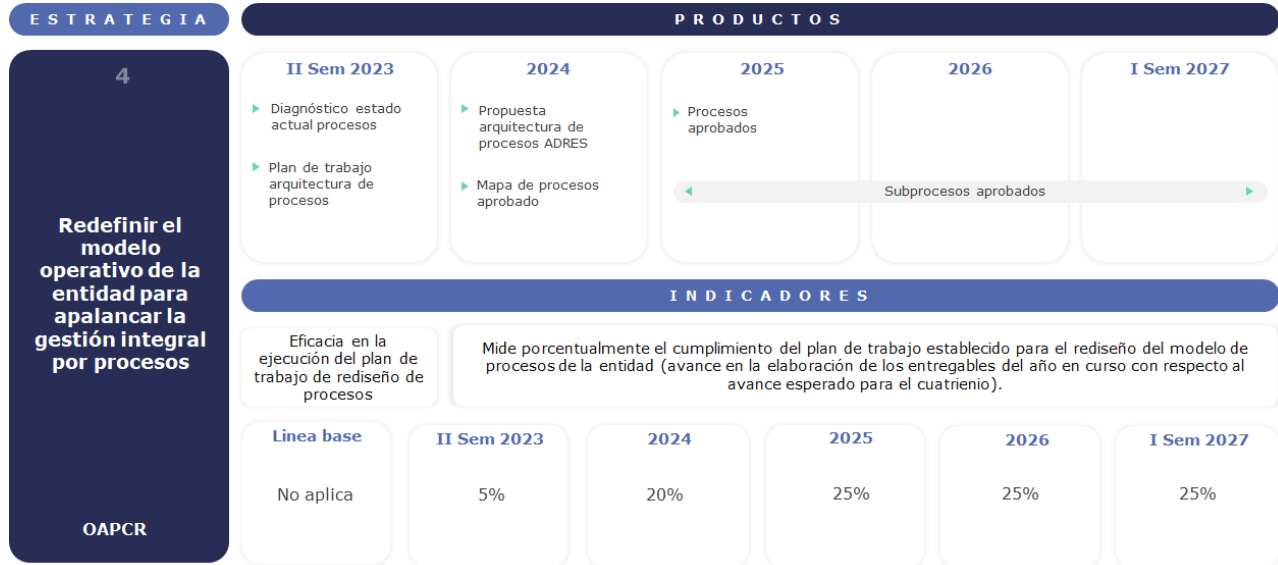 ESTRATEGIA
PRODUCTOS
4
Redefinir el
modelo
operativo de la
entidad para
apalancar la
gestión integral
por procesos
OAPCR
II Sem 2023
Diagnóstico estado
actual procesos
Plan de trabajo
arquitectura de
procesos
2024
Propuesta
arquitectura de
procesos ADRES
Mapa de procesos
aprobado
2025
Procesos
aprobados
2026
I Sem 2027
Subprocesos aprobados
INDICADORES
Eficacia en la
ejecución del plan de
trabajo de rediseño de
procesos
Mide porcentualmente el cumplimiento del plan de trabajo establecido para el rediseño del modelo de
procesos de la entidad (avance en la elaboración de los entregables del año en curso con respecto al
avance esperado para el cuatrienio).
Linea base
No aplica
II Sem 2023
5%
2024
20%
2025
25%
2026
25%
I Sem 2027
25%